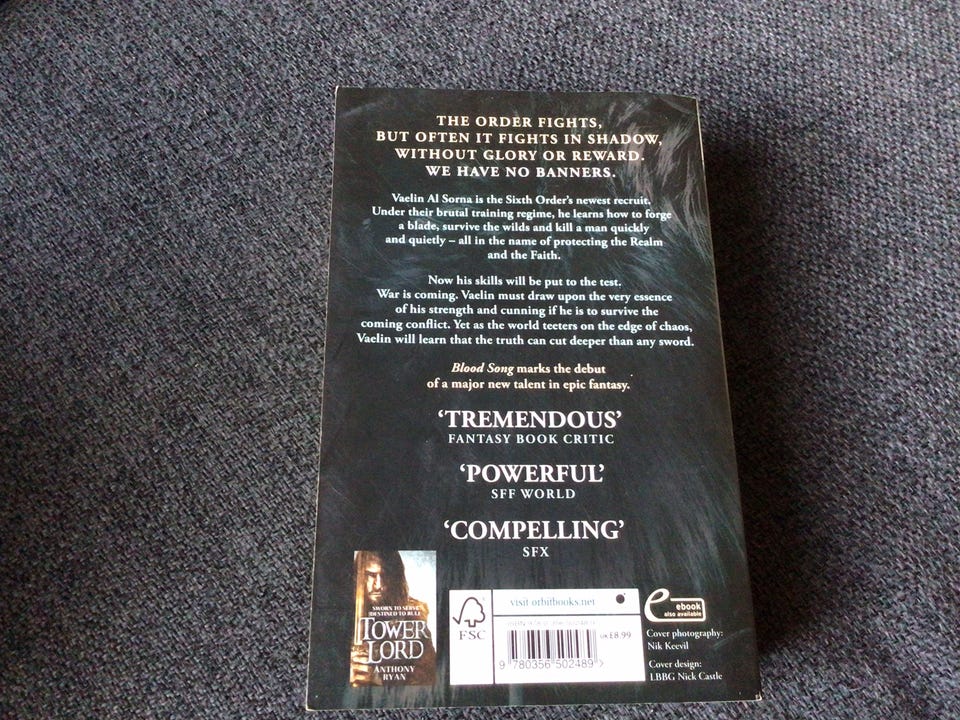 THE ORDER FIGHTS,
BUT OFTEN IT FIGHTS IN SHADOW,
WITHOUT GLORY OR REWARD.
WE HAVE NO BANNERS.
Vaelin Al Sorna is the Sixth Order's newest recruit.
Under their brutal training regime, he learns how to forge
a blade, survive the wilds and kill a man quickly
and quietly – all in the name of protecting the Realm
and the Faith.
Now his skills will be put to the test.
War is coming. Vaelin must draw upon the very essence
of his strength and cunning if he is to survive the
coming conflict. Yet as the world teeters on the edge of chaos,
Vaelin will learn that the truth can cut deeper than any sword.
Blood Song marks the debut
of a major new talent in epic fantasy.
'TREMENDOUS'
FANTASY BOOK CRITIC
'POWERFUL'
SFF WORLD
'COMPELLING'
SFX
SWORN TO SERVE
DESTINED TO RULE
TOWER
LORD
ANTHONY
RYAN
FSC
visit orbitbooks.net
UK£8.99
9 780356 502489 >
e ebook
also available
Cover photography:
Nik Keevil
Cover design:
LBBG Nick Castle